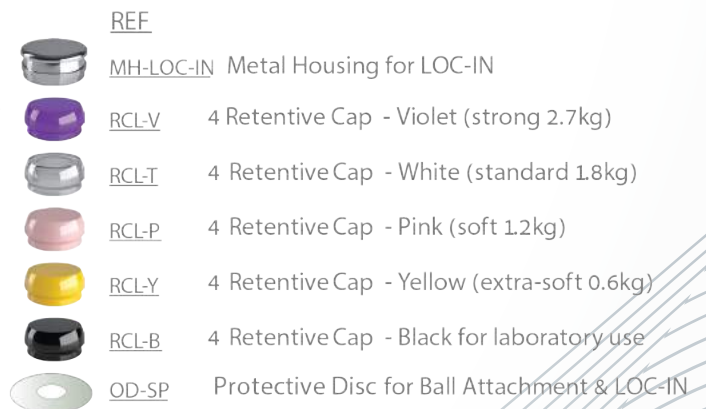 REF
MH-LOC-IN Metal Housing for LOC-IN
RCL-V 4 Retentive Cap - Violet (strong 2.7kg)
RCL-T 4 Retentive Cap - White (standard 1.8kg)
RCL-P 4 Retentive Cap - Pink (soft 1.2kg)
RCL-Y 4 Retentive Cap - Yellow (extra-soft 0.6kg)
RCL-B 4 Retentive Cap - Black for laboratory use
OD-SP Protective Disc for Ball Attachment & LOC-IN